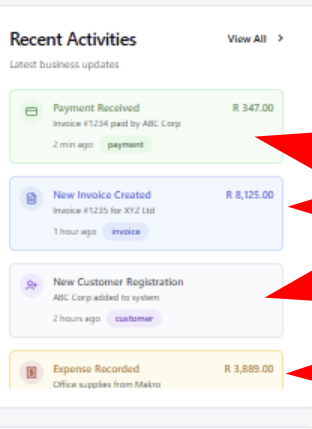 Recent Activities
View All
Latest business updates
Payment Received
R 347.00
Invoice #1234 paid by ABC Corp
2 min ago payment
New Invoice Created
R 8,125.00
Invoice #1235 for XYZ Ltd
1 hour ago invoice
New Customer Registration
ABC Corp added to system
2 hours ago customer
Expense Recorded
R 3,889.00
Office supplies from Makro